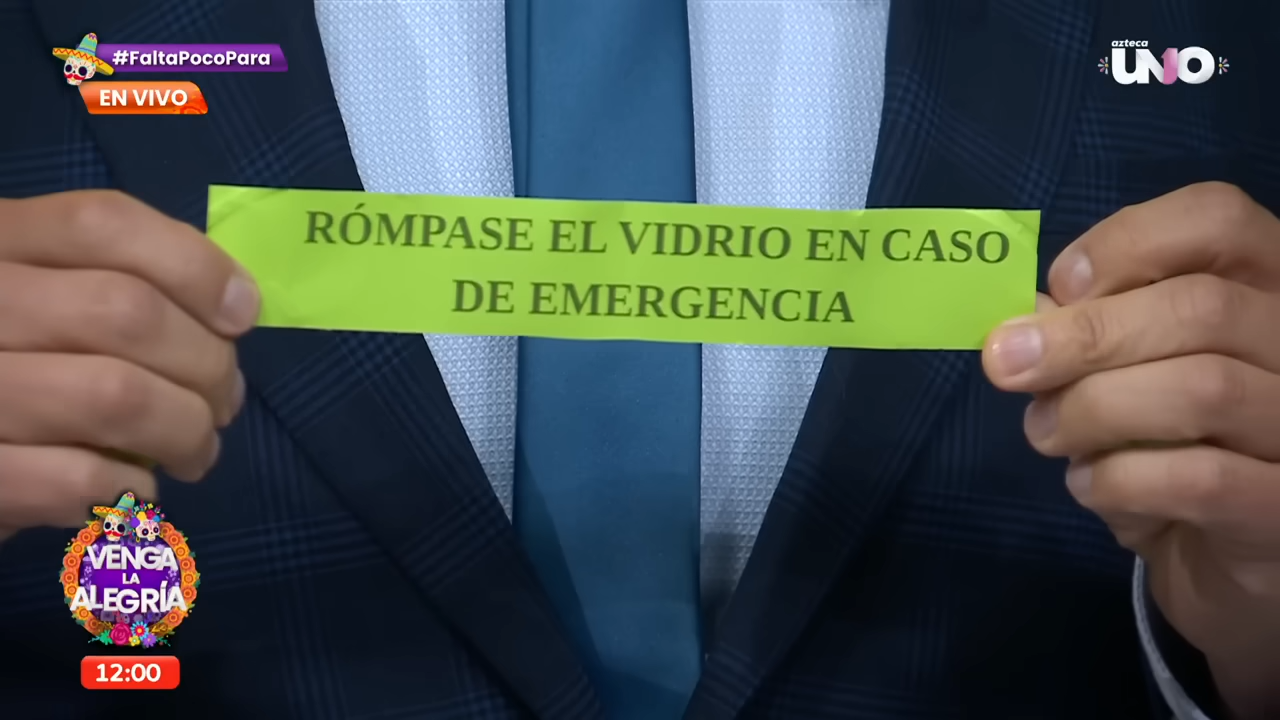 #FaltaPocoPara
EN VIVO
azteca
UNO
RÓMPASE EL VIDRIO EN CASO
DE EMERGENCIA
VENGA
LA
ALEGRÍA
12:00